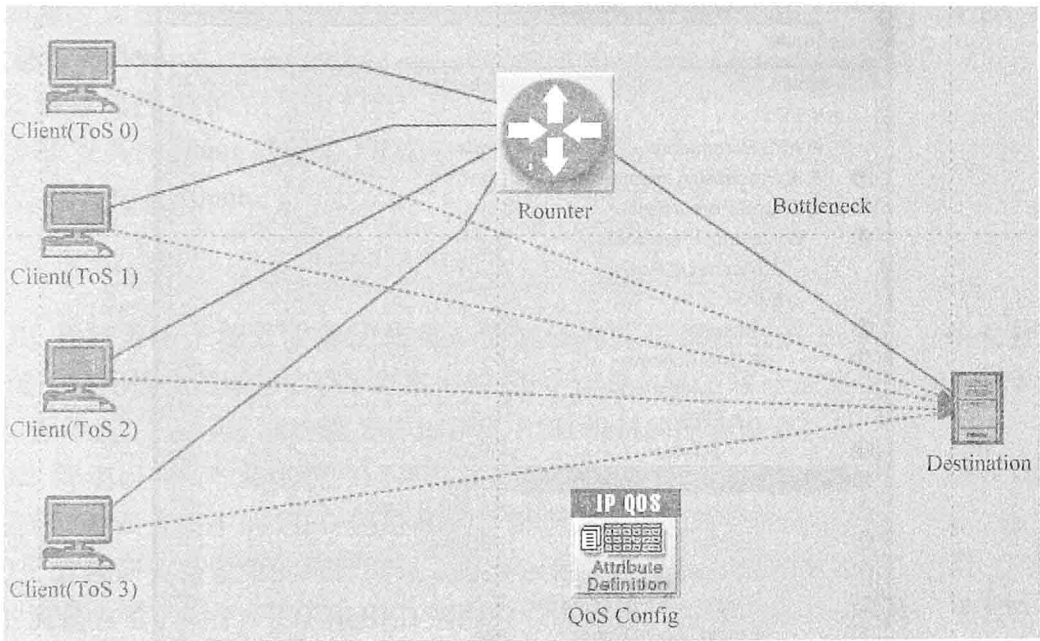 Client(ToS 0)
Rounter
Bottleneck
Client(ToS 1)
Client(ToS 2)
Destination
IP QOS
Attribute
Definition
QoS Config
Client(ToS 3)